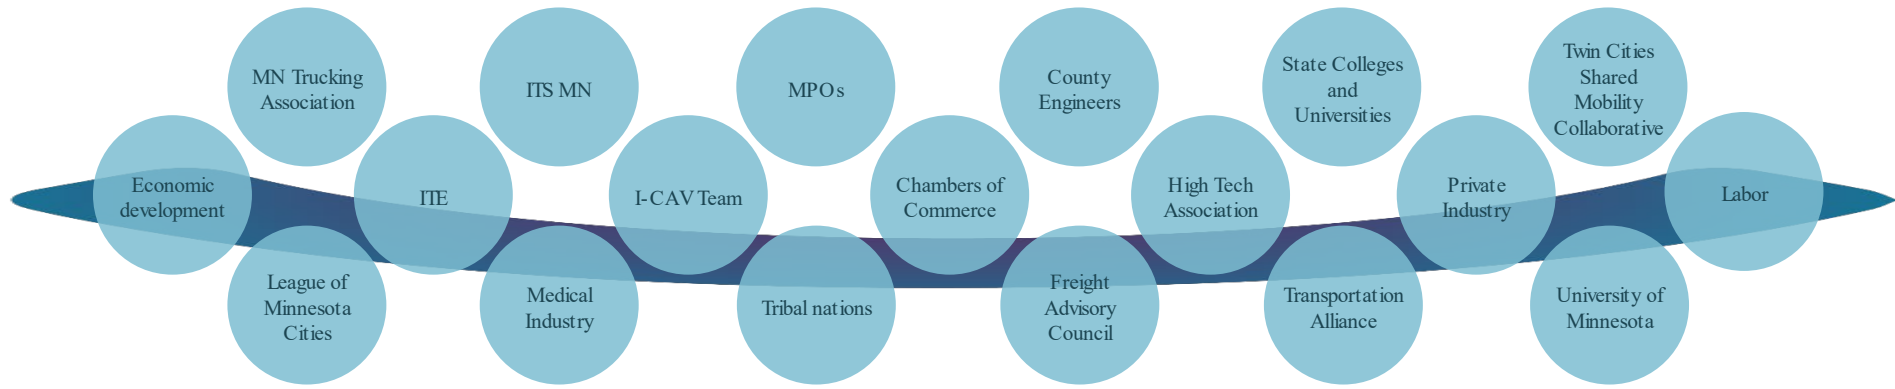 MN Trucking
Association
ITS MN
MPOs
County
Engineers
State Colleges
and
Universities
Twin Cities
Shared
Mobility
Collaborative
Economic
development
ITE
I-CAV Team
Chambers of
Commerce
High Tech
Association
Private
Industry
Labor
League of
Minnesota
Cities
Medical
Industry
Tribal nations
Freight
Advisory
Council
Transportation
Alliance
University of
Minnesota